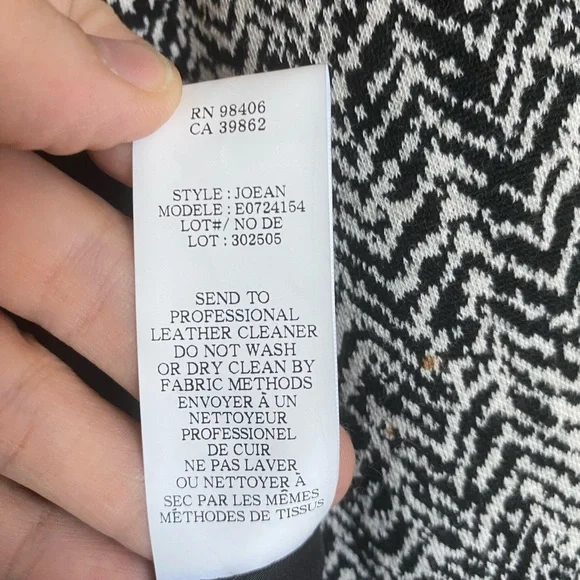 RN 98406
CA 39862
STYLE : JOEAN
MODELE : E0724154
LOT#/ NO DE
LOT : 302505
SEND TO
PROFESSIONAL
LEATHER CLEANER
DO NOT WASH
OR DRY CLEAN BY
FABRIC METHODS
ENVOYER À UN
NETTOYEUR
PROFESSIONEL
DE CUIR
NE PAS LAVER
OU NETTOYER À
SEC PAR LES MÊMES
MÉTHODES DE TISSUS